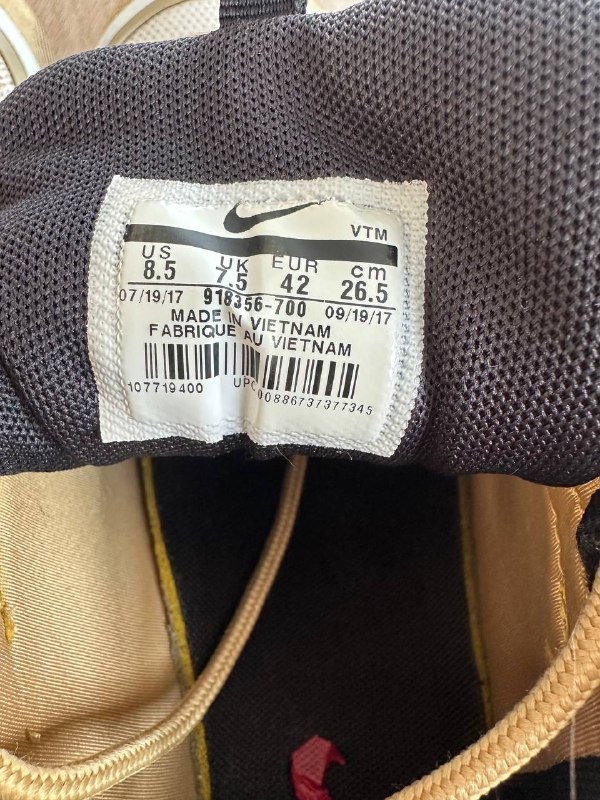 VTM
US UK EUR cm
8.5 7.5 42 26.5
07/19/17 918356-700 09/19/17
MADE IN VIETNAM
FABRIQUE AU VIETNAM
107719400 UPC 00886737377345